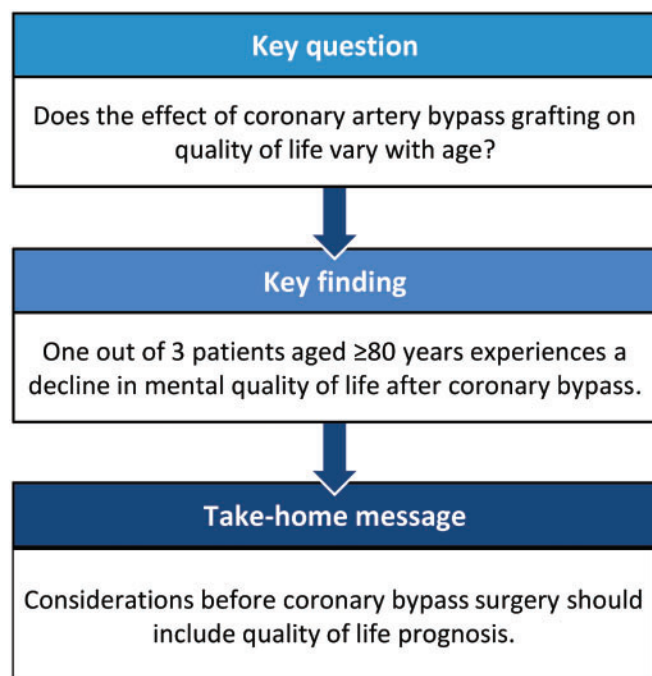 Key question
Does the effect of coronary artery bypass grafting on
quality of life vary with age?
Key finding
One out of 3 patients aged ≥80 years experiences a
decline in mental quality of life after coronary bypass.
Take-home message
Considerations before coronary bypass surgery should
include quality of life prognosis.